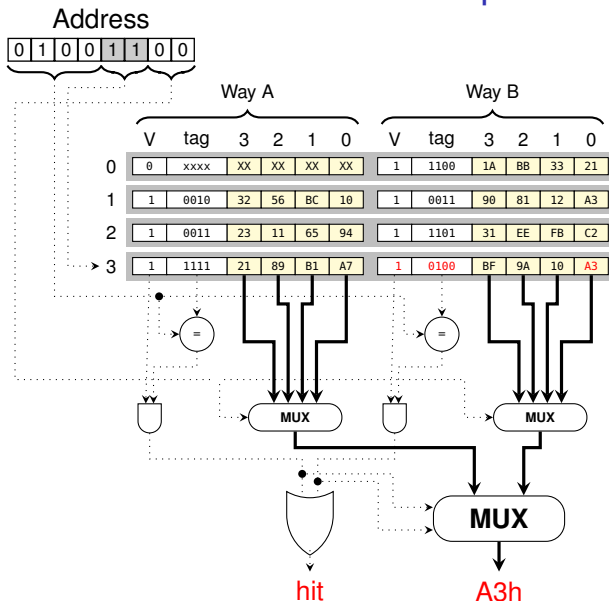 Address
0 1 0 0 1 1 0 0
Way A Way B
V tag 3 2 1 0 V tag 3 2 1 0
0 0 xxxx XX XX XX XX 1 1100 1A BB 33 21
1 1 0010 32 56 BC 10 1 0011 90 81 12 A3
2 1 0011 23 11 65 94 1 1101 31 EE FB C2
3 1 1111 21 89 B1 A7 1 0100 BF 9A 10 A3
= =
MUX MUX
MUX
hit A3h